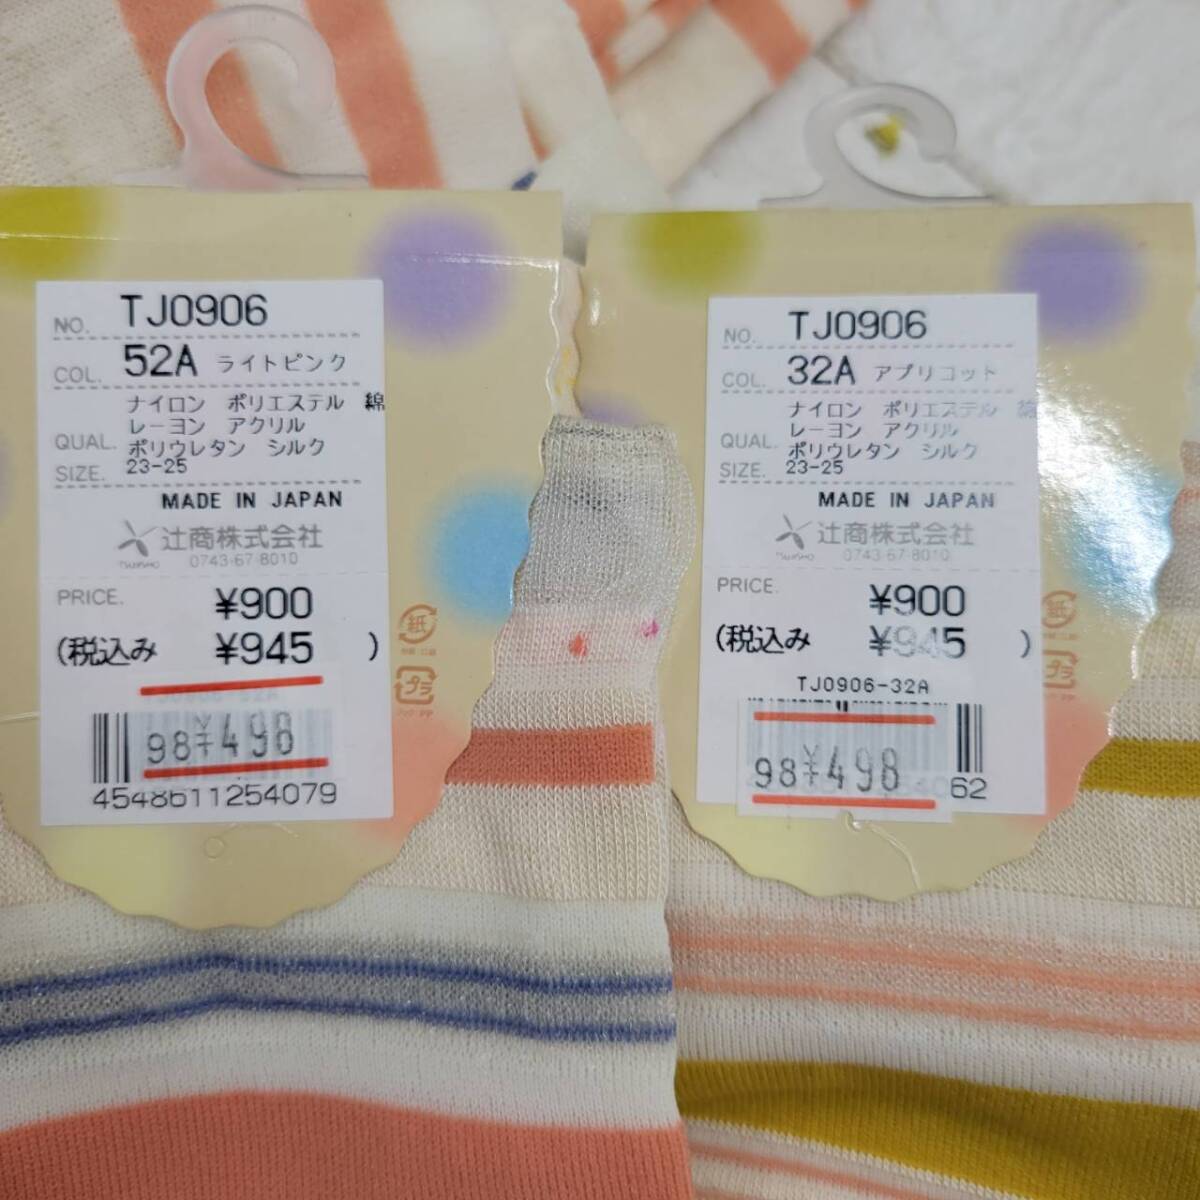 NO. TJ0906
COL. 52A ライトピンク
ナイロン ポリエステル 綿
レーヨン アクリル
QUAL. ポリウレタン シルク
SIZE. 23-25
MADE IN JAPAN
辻商株式会社
0743-67-8010
PRICE. ¥900
(税込み ¥945 )
98 ¥498
4548611254079
紙
プラ
NO. TJ0906
COL. 32A アプリコット
ナイロン ポリエステル 綿
レーヨン アクリル
QUAL. ポリウレタン シルク
SIZE. 23-25
MADE IN JAPAN
辻商株式会社
0743-67-8010
PRICE. ¥900
(税込み ¥945 )
TJ0906-32A
98 ¥498
62
紙
プラ